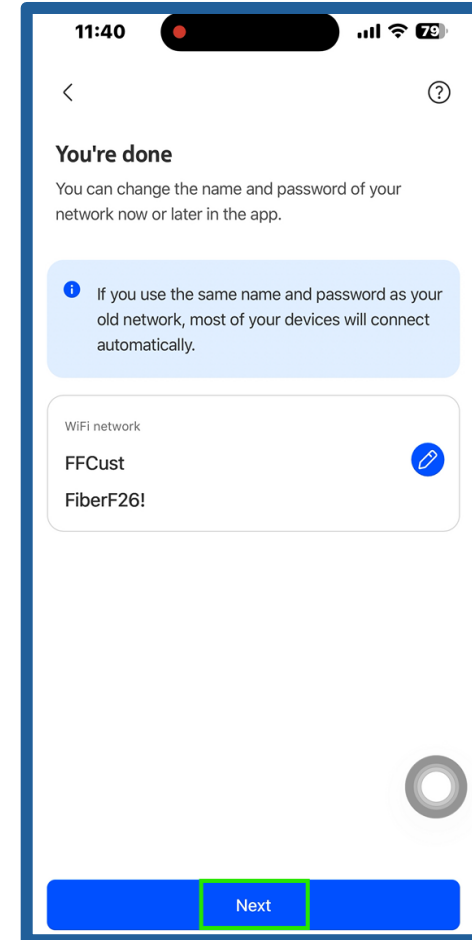 11:40
79
?
You're done
You can change the name and password of your
network now or later in the app.
i
If you use the same name and password as your
old network, most of your devices will connect
automatically.
WiFi network
FFCust
FiberF26!
Next